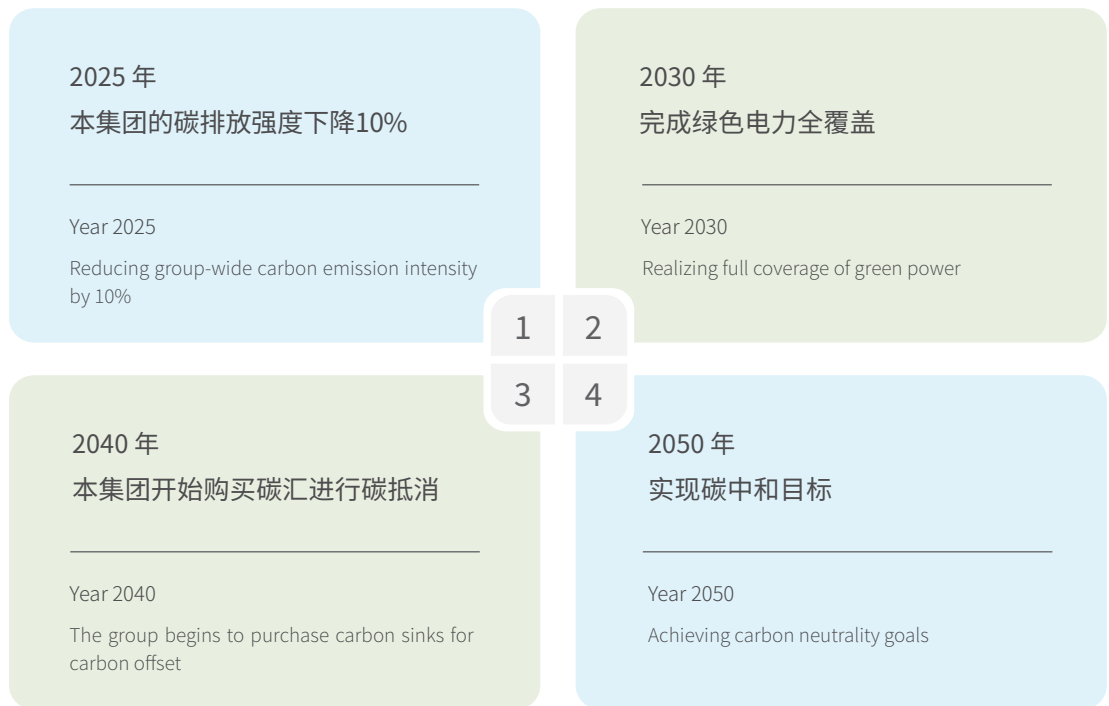 2025 年
本集团的碳排放强度下降10%
Year 2025
Reducing group-wide carbon emission intensity
by 10%
2030 年
完成绿色电力全覆盖
Year 2030
Realizing full coverage of green power
1
2
3
4
2040 年
本集团开始购买碳汇进行碳抵消
Year 2040
The group begins to purchase carbon sinks for
carbon offset
2050 年
实现碳中和目标
Year 2050
Achieving carbon neutrality goals